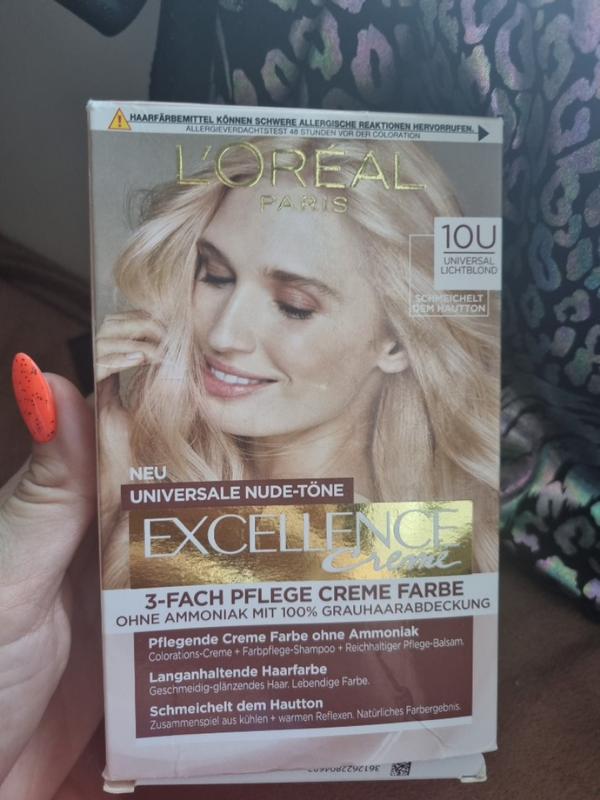 HAARFÄRBEMITTEL KÖNNEN SCHWERE ALLERGISCHE REAKTIONEN HERVORRUFEN.
ALLERGIEVERDACHTSTEST 48 STUNDEN VOR DER COLORATION
L'ORÉAL
PARIS
10U
UNIVERSAL
LICHTBLOND
SCHMEICHELT
DEM HAUTTON
NEU
UNIVERSALE NUDE-TÖNE
EXCELLENCE
Creme
3-FACH PFLEGE CREME FARBE
OHNE AMMONIAK MIT 100% GRAUHAARABDECKUNG
Pflegende Creme Farbe ohne Ammoniak
Colorations-Creme + Farbpflege-Shampoo + Reichhaltiger Pflege-Balsam.
Langanhaltende Haarfarbe
Geschmeidig-glänzendes Haar. Lebendige Farbe.
Schmeichelt dem Hautton
Zusammenspiel aus kühlen + warmen Reflexen. Natürliches Farbergebnis.